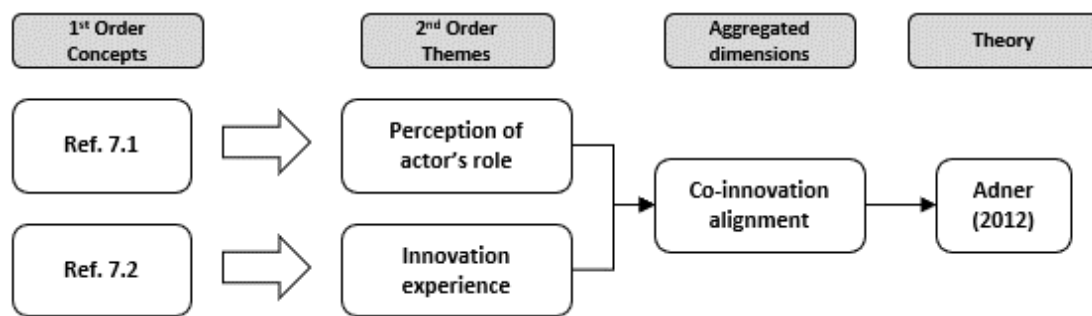 1st Order
Concepts
2nd Order
Themes
Aggregated
dimensions
Theory
Ref. 7.1
Perception of
actor's role
Ref. 7.2
Innovation
experience
Co-innovation
alignment
Adner
(2012)